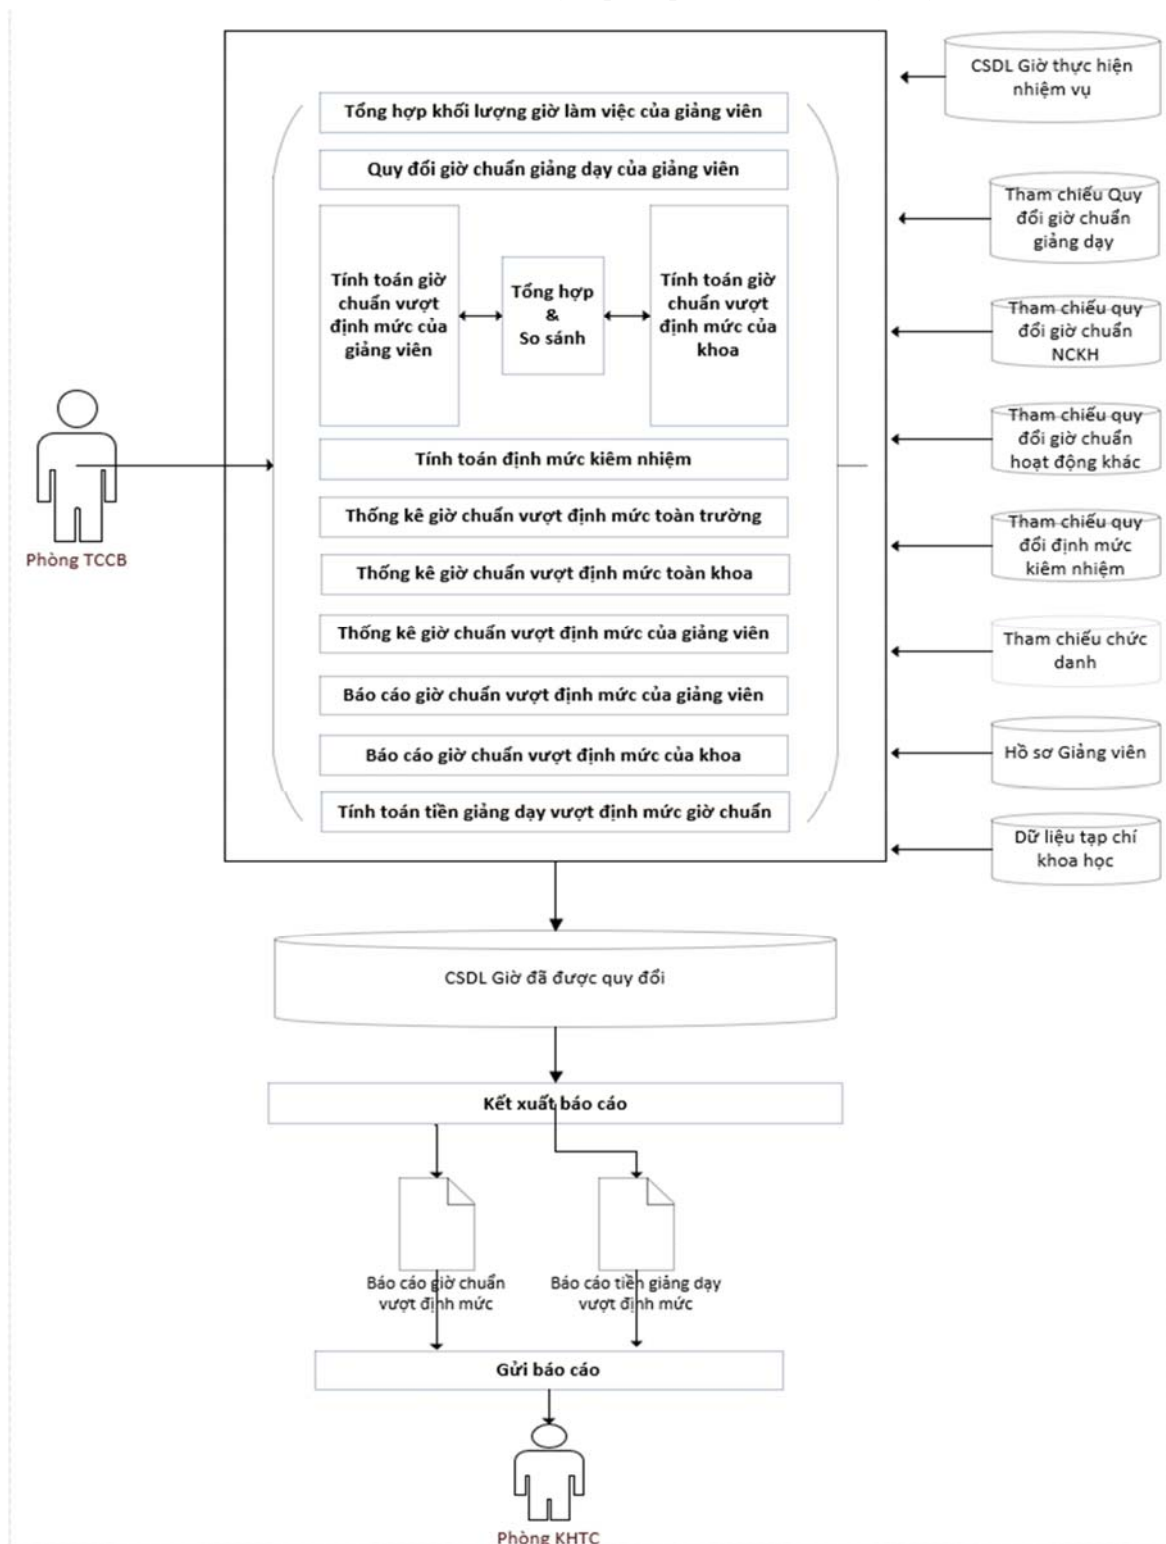 CSDL Giờ thực hiện
nhiệm vụ
Tổng hợp khối lượng giờ làm việc của giảng viên
Quy đổi giờ chuẩn giảng dạy của giảng viên
Tham chiếu Quy
đổi giờ chuẩn
giảng dạy
Tính toán giờ
chuẩn vượt
định mức của
giảng viên
Tổng hợp
&
So sánh
Tính toán giờ
chuẩn vượt
định mức của
khoa
Tham chiếu quy
đổi giờ chuẩn
NCKH
Tham chiếu quy
đổi giờ chuẩn
hoạt động khác
Phòng TCCB
Tính toán định mức kiêm nhiệm
Thống kê giờ chuẩn vượt định mức toàn trường
Tham chiếu quy
đổi định mức
kiêm nhiệm
Thống kê giờ chuẩn vượt định mức toàn khoa
Thống kê giờ chuẩn vượt định mức của giảng viên
Tham chiếu chức
danh
Báo cáo giờ chuẩn vượt định mức của giảng viên
Báo cáo giờ chuẩn vượt định mức của khoa
Hồ sơ Giảng viên
Tính toán tiền giảng dạy vượt định mức giờ chuẩn
Dữ liệu tạp chí
khoa học
CSDL Giờ đã được quy đổi
Kết xuất báo cáo
Báo cáo giờ chuẩn
vượt định mức
Báo cáo tiền giảng dạy
vượt định mức
Gửi báo cáo
Phòng KHTC